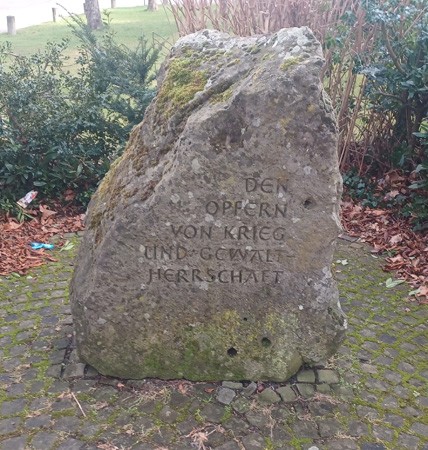 DEN
OPFERN
VON KRIEG
UND·GEWALT
HERRSCHAFT